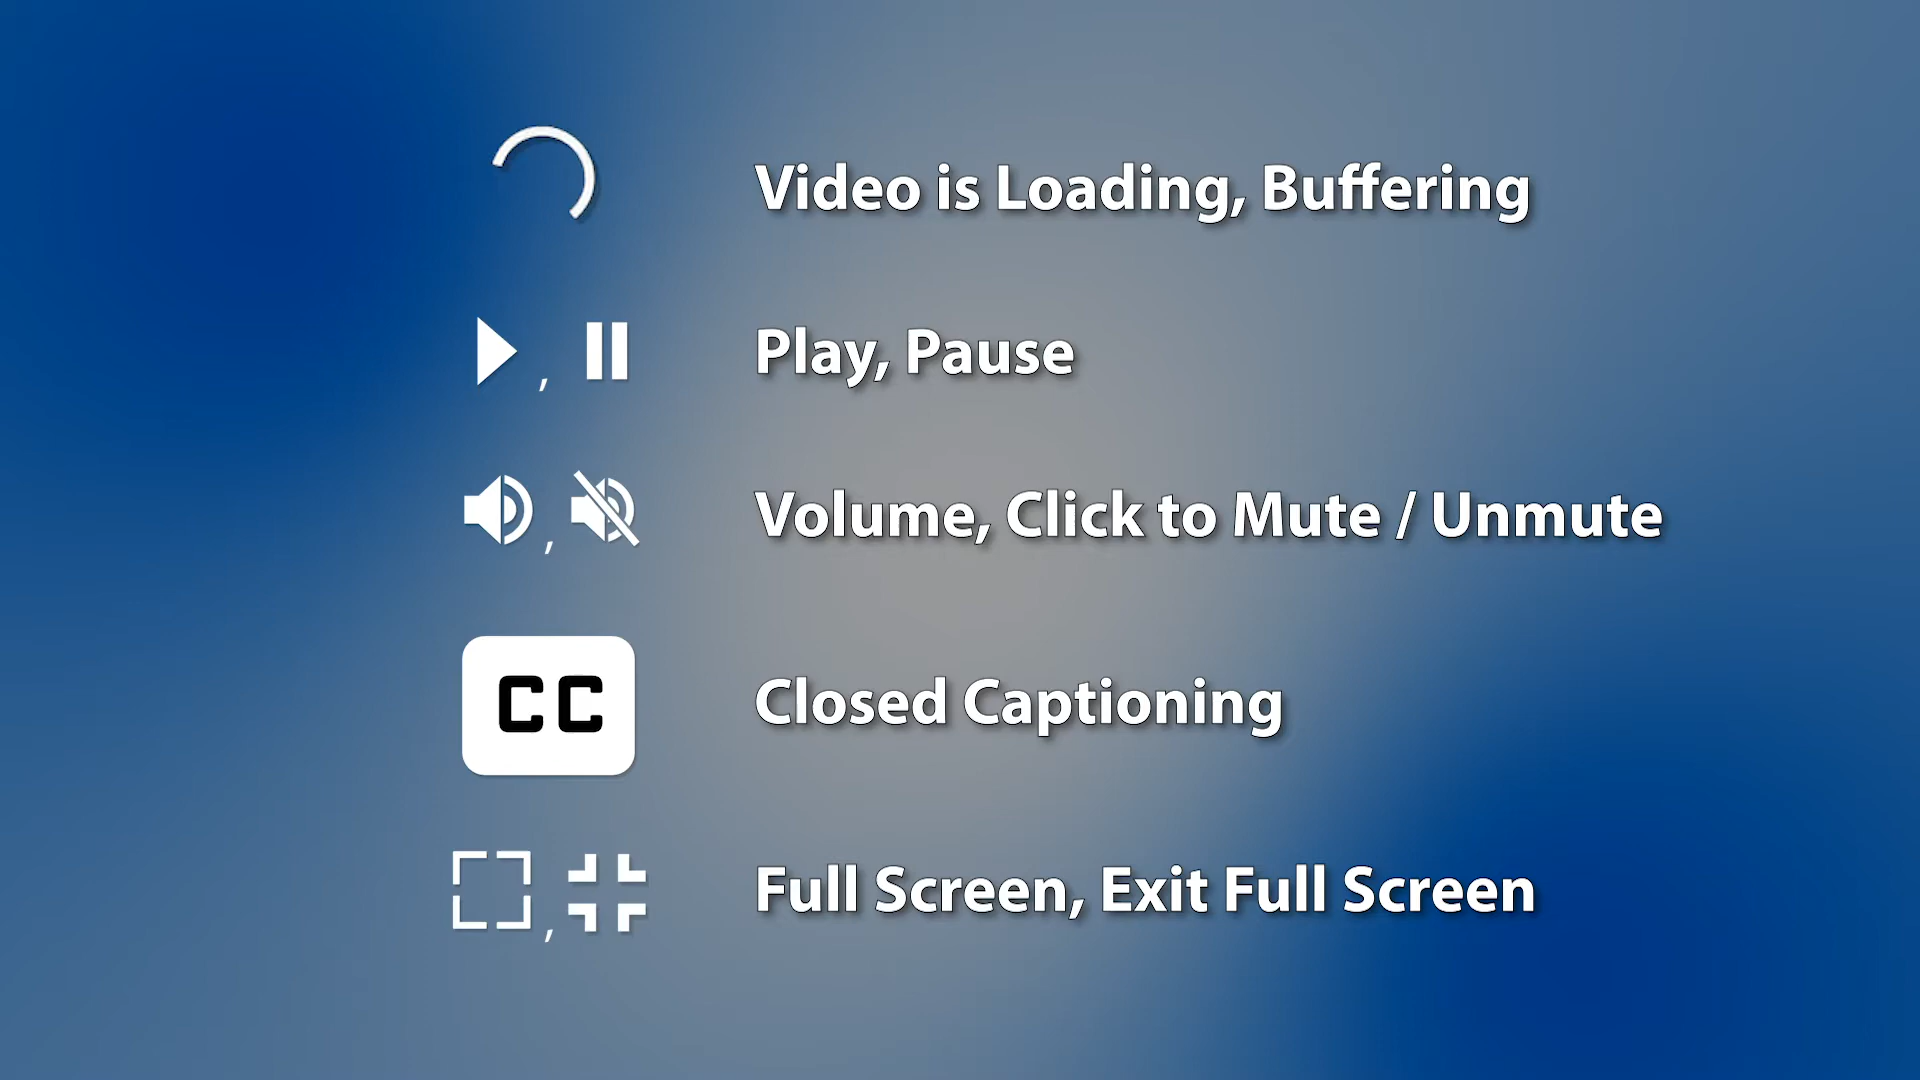 Video is Loading, Buffering
, Play, Pause
, Volume, Click to Mute / Unmute
CC Closed Captioning
, Full Screen, Exit Full Screen